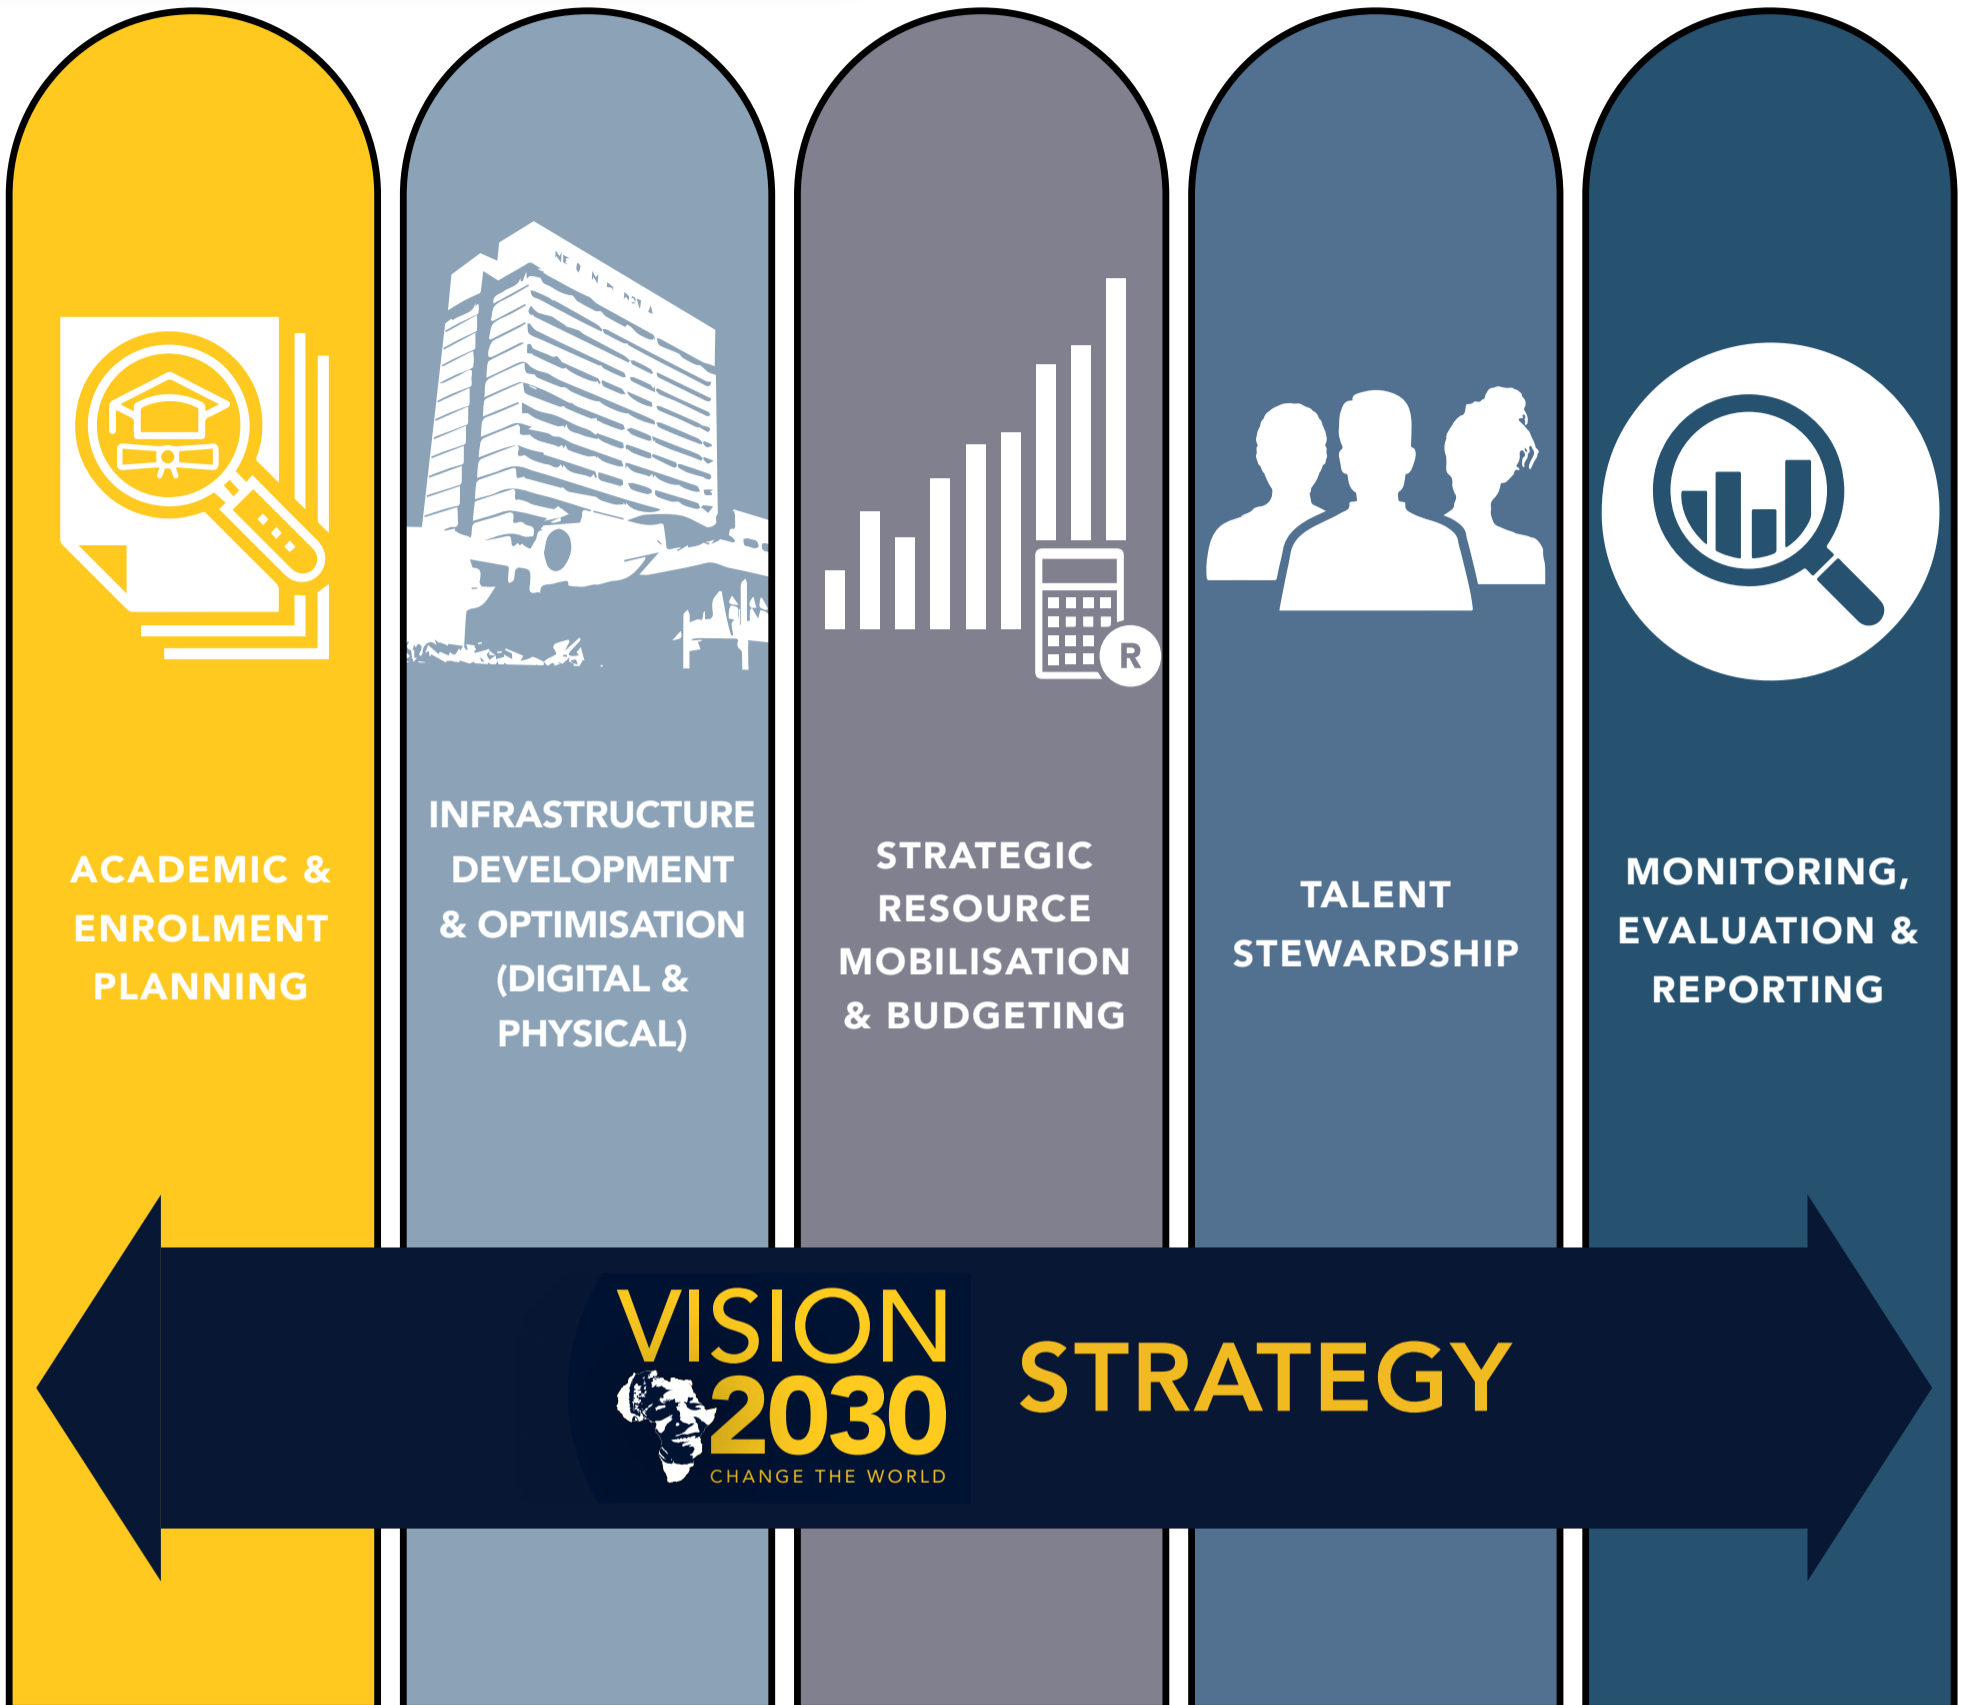 ACADEMIC &
ENROLMENT
PLANNING
INFRASTRUCTURE
DEVELOPMENT
& OPTIMISATION
(DIGITAL &
PHYSICAL)
R
STRATEGIC
RESOURCE
MOBILISATION
& BUDGETING
TALENT
STEWARDSHIP
MONITORING,
EVALUATION &
REPORTING
VISION
2030
CHANGE THE WORLD
STRATEGY